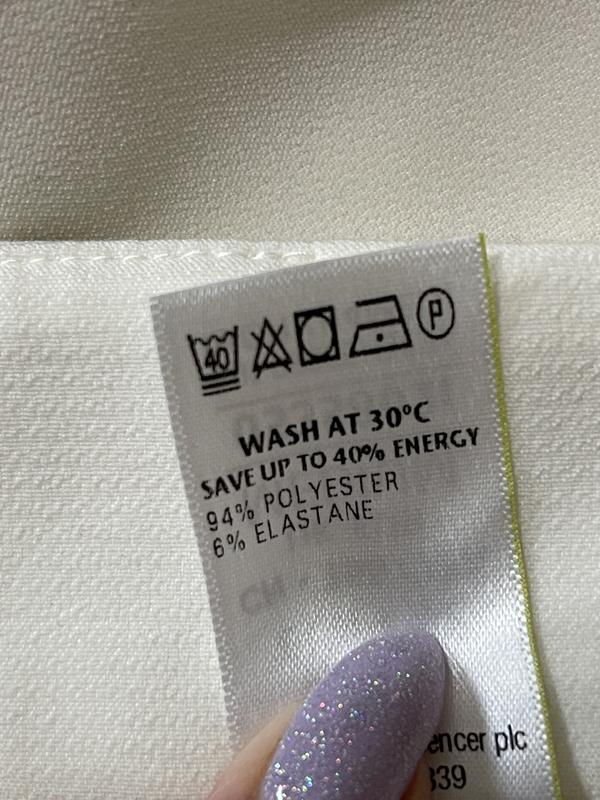 40 P
WASH AT 30°C
SAVE UP TO 40% ENERGY
94% POLYESTER
6% ELASTANE
encer plc
339